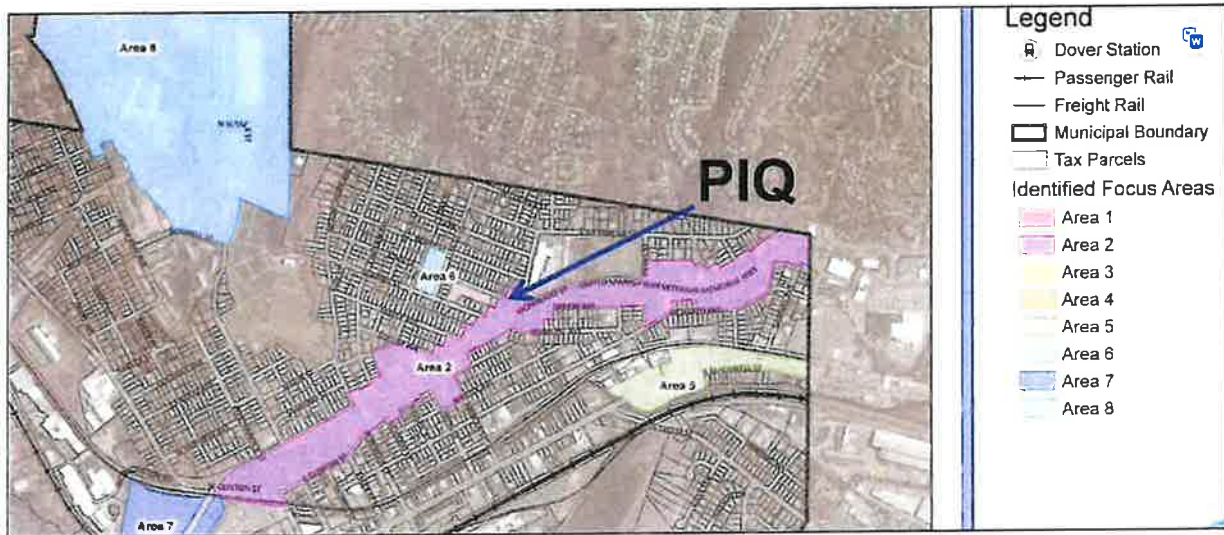 Area 8
PIQ
Area 6
Area 2
Area 5
Area 7
Legend
Dover Station
Passenger Rail
Freight Rail
Municipal Boundary
Tax Parcels
Identified Focus Areas
Area 1
Area 2
Area 3
Area 4
Area 5
Area 6
Area 7
Area 8